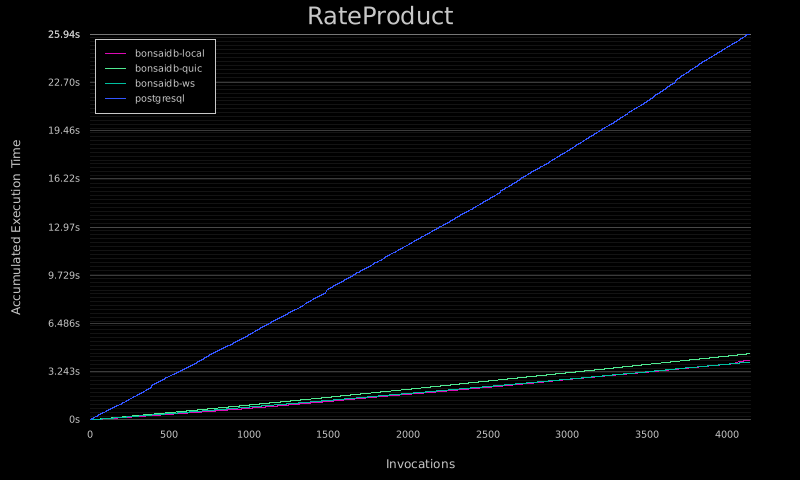 RateProduct
25.94s
bonsaidb-local
bonsaidb-quic
bonsaidb-ws
postgresql
22.70s
19.46s
16.22s
12.97s
9.729s
6.486s
3.243s
0s
Accumulated Execution Time
0 500 1000 1500 2000 2500 3000 3500 4000
Invocations